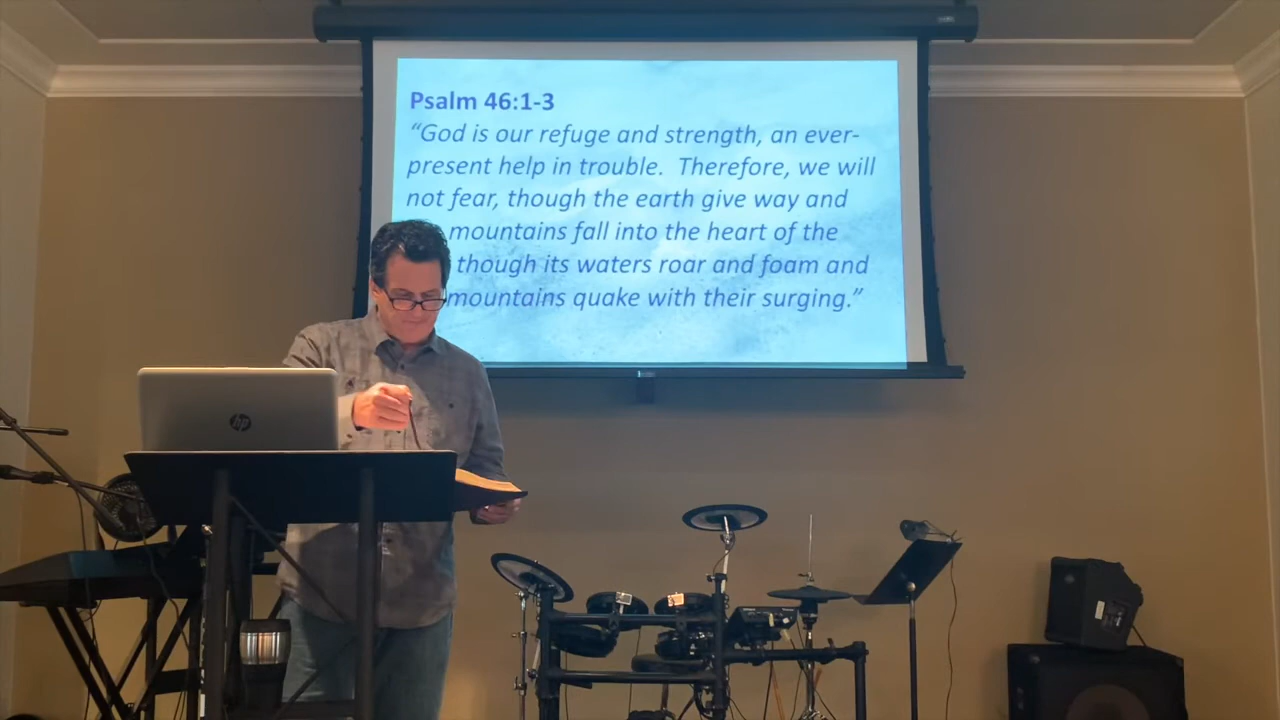 Psalm 46:1-3
“God is our refuge and strength, an ever-
present help in trouble.  Therefore, we will
not fear, though the earth give way and
mountains fall into the heart of the
though its waters roar and foam and
mountains quake with their surging.”
hp